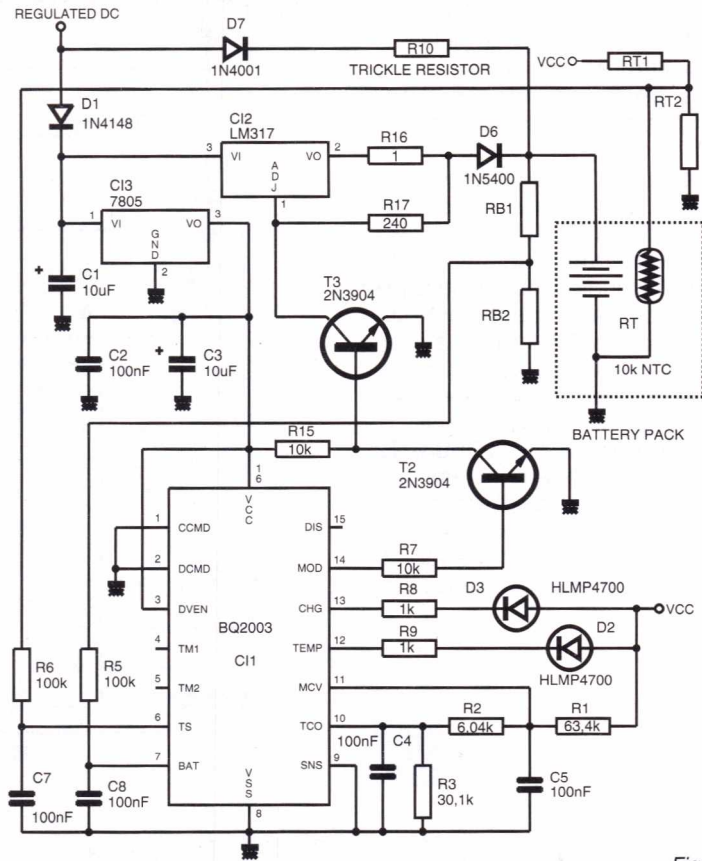 REGULATED DC
D7
1N4001
R10
TRICKLE RESISTOR
VCC
RT1
RT2
D1
1N4148
CI2
LM317
3
VI
VO
2
ADJ
1
R16
1
D6
1N5400
R17
240
CI3
7805
1
VI
VO
3
GND
2
RB1
RB2
+
C1
10uF
T3
2N3904
RT
10k NTC
BATTERY PACK
C2
100nF
+
C3
10uF
R15
10k
T2
2N3904
16
VCC
1
CCMD
DIS
15
2
DCMD
MOD
14
R7
10k
3
DVEN
CHG
13
R8
1k
D3
HLMP4700
VCC
BQ2003
CI1
4
TM1
TEMP
12
R9
1k
D2
HLMP4700
5
TM2
MCV
11
R6
100k
R5
100k
6
TS
TCO
10
R2
6,04k
R1
63,4k
7
BAT
SNS
9
100nF
C4
VSS
8
C7
100nF
C8
100nF
R3
30,1k
C5
100nF